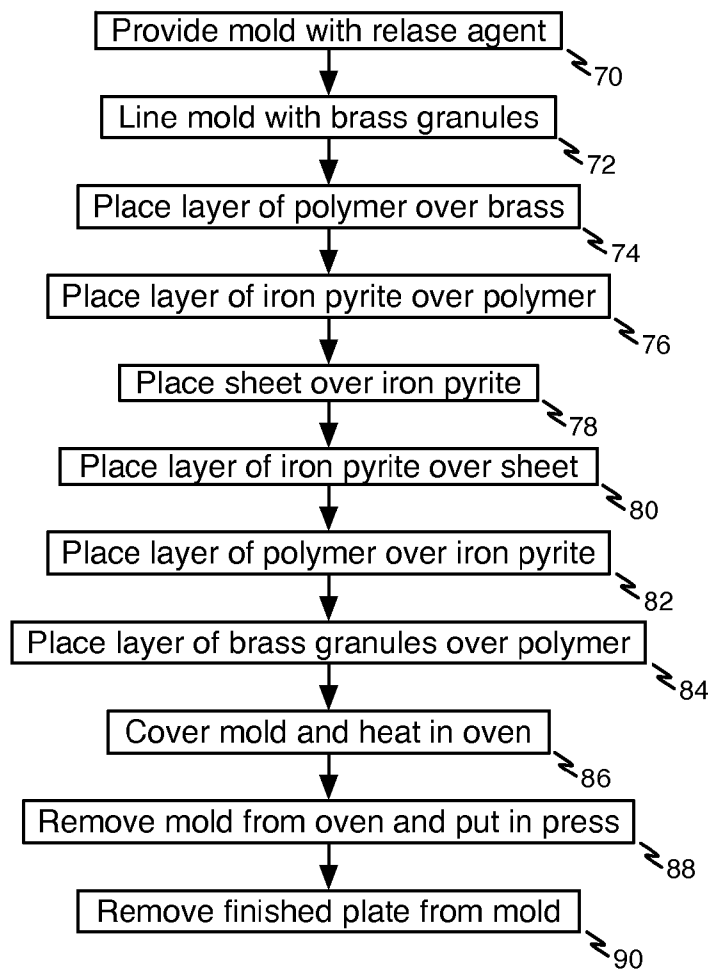 Provide mold with relase agent
70
Line mold with brass granules
72
Place layer of polymer over brass
74
Place layer of iron pyrite over polymer
76
Place sheet over iron pyrite
78
Place layer of iron pyrite over sheet
80
Place layer of polymer over iron pyrite
82
Place layer of brass granules over polymer
84
Cover mold and heat in oven
86
Remove mold from oven and put in press
88
Remove finished plate from mold
90